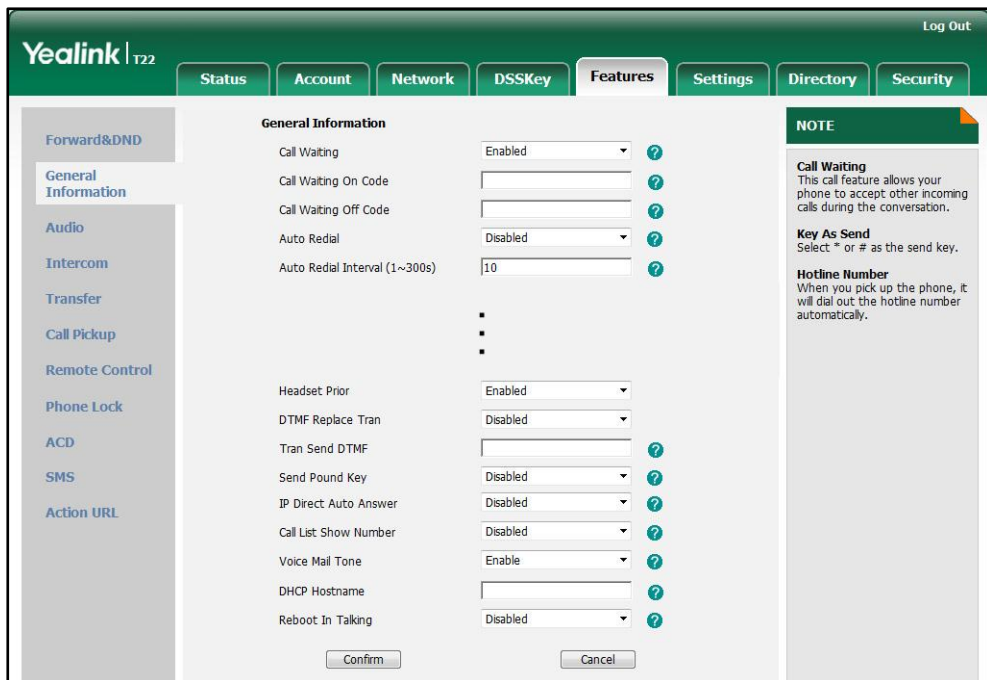 Log Out
Yealink T22
Status Account Network DSSKey Features Settings Directory Security
Forward&DND
General
Information
Audio
Intercom
Transfer
Call Pickup
Remote Control
Phone Lock
ACD
SMS
Action URL
General Information
Call Waiting Enabled ?
Call Waiting On Code ?
Call Waiting Off Code ?
Auto Redial Disabled ?
Auto Redial Interval (1~300s) 10 ?
Headset Prior Enabled
DTMF Replace Tran Disabled
Tran Send DTMF ?
Send Pound Key Disabled ?
IP Direct Auto Answer Disabled ?
Call List Show Number Disabled ?
Voice Mail Tone Enable ?
DHCP Hostname ?
Reboot In Talking Disabled ?
Confirm Cancel
NOTE
Call Waiting
This call feature allows your
phone to accept other incoming
calls during the conversation.
Key As Send
Select * or # as the send key.
Hotline Number
When you pick up the phone, it
will dial out the hotline number
automatically.